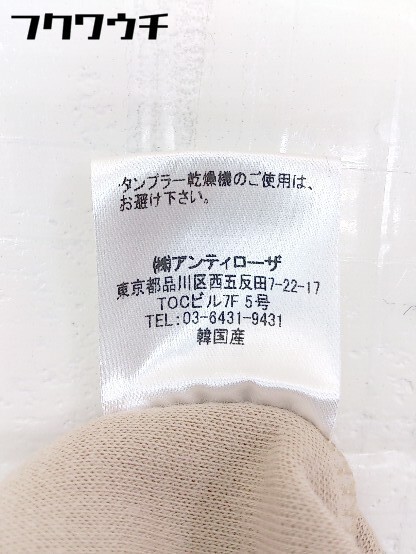 フクワウチ
タンブラー乾燥機のご使用は、
お避け下さい。
㈱アンティローザ
東京都品川区西五反田7-22-17
TOCビル7F 5号
TEL:03-6431-9431
韓国産